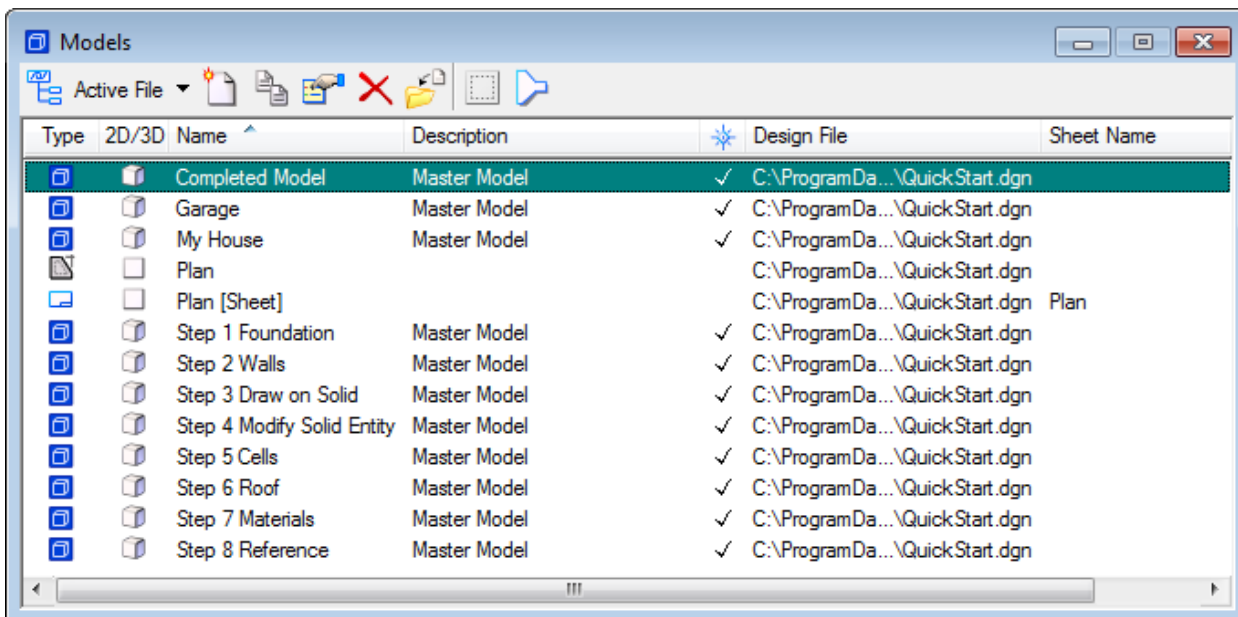 Models
Active File
Type 2D/3D Name Description Design File Sheet Name
Completed Model Master Model ✓ C:\ProgramDa...\QuickStart.dgn
Garage Master Model ✓ C:\ProgramDa...\QuickStart.dgn
My House Master Model ✓ C:\ProgramDa...\QuickStart.dgn
Plan C:\ProgramDa...\QuickStart.dgn
Plan [Sheet] C:\ProgramDa...\QuickStart.dgn Plan
Step 1 Foundation Master Model ✓ C:\ProgramDa...\QuickStart.dgn
Step 2 Walls Master Model ✓ C:\ProgramDa...\QuickStart.dgn
Step 3 Draw on Solid Master Model ✓ C:\ProgramDa...\QuickStart.dgn
Step 4 Modify Solid Entity Master Model ✓ C:\ProgramDa...\QuickStart.dgn
Step 5 Cells Master Model ✓ C:\ProgramDa...\QuickStart.dgn
Step 6 Roof Master Model ✓ C:\ProgramDa...\QuickStart.dgn
Step 7 Materials Master Model ✓ C:\ProgramDa...\QuickStart.dgn
Step 8 Reference Master Model ✓ C:\ProgramDa...\QuickStart.dgn